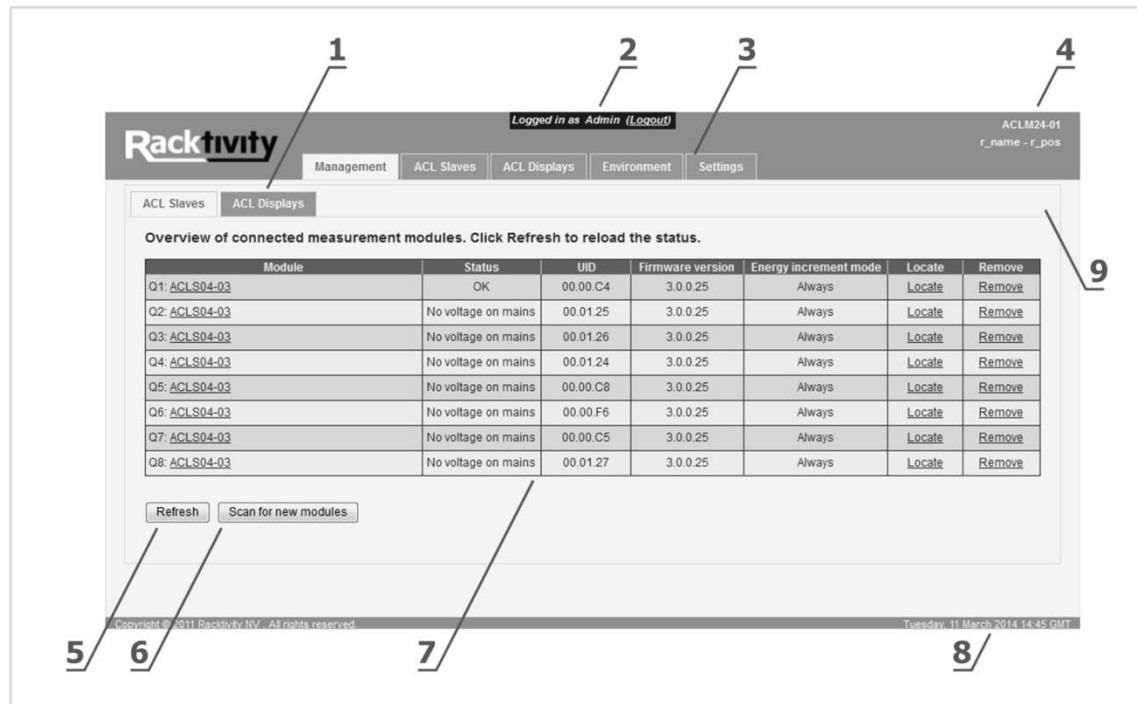 1 2 3 4
Logged in as Admin (Logout)
ACLM24-01
Racktivity
r_name - r_pos
Management ACL Slaves ACL Displays Environment Settings
ACL Slaves ACL Displays
Overview of connected measurement modules. Click Refresh to reload the status.
9
Module Status UID Firmware version Energy increment mode Locate Remove
Q1: ACLS04-03 OK 00.00.C4 3.0.0.25 Always Locate Remove
Q2: ACLS04-03 No voltage on mains 00.01.25 3.0.0.25 Always Locate Remove
Q3: ACLS04-03 No voltage on mains 00.01.26 3.0.0.25 Always Locate Remove
Q4: ACLS04-03 No voltage on mains 00.01.24 3.0.0.25 Always Locate Remove
Q5: ACLS04-03 No voltage on mains 00.00.C8 3.0.0.25 Always Locate Remove
Q6: ACLS04-03 No voltage on mains 00.00.F6 3.0.0.25 Always Locate Remove
Q7: ACLS04-03 No voltage on mains 00.00.C5 3.0.0.25 Always Locate Remove
Q8: ACLS04-03 No voltage on mains 00.01.27 3.0.0.25 Always Locate Remove
Refresh Scan for new modules
Copyright © 2011 Racktivity NV., All rights reserved. Tuesday, 11 March 2014 14:45 GMT
5 6 7 8